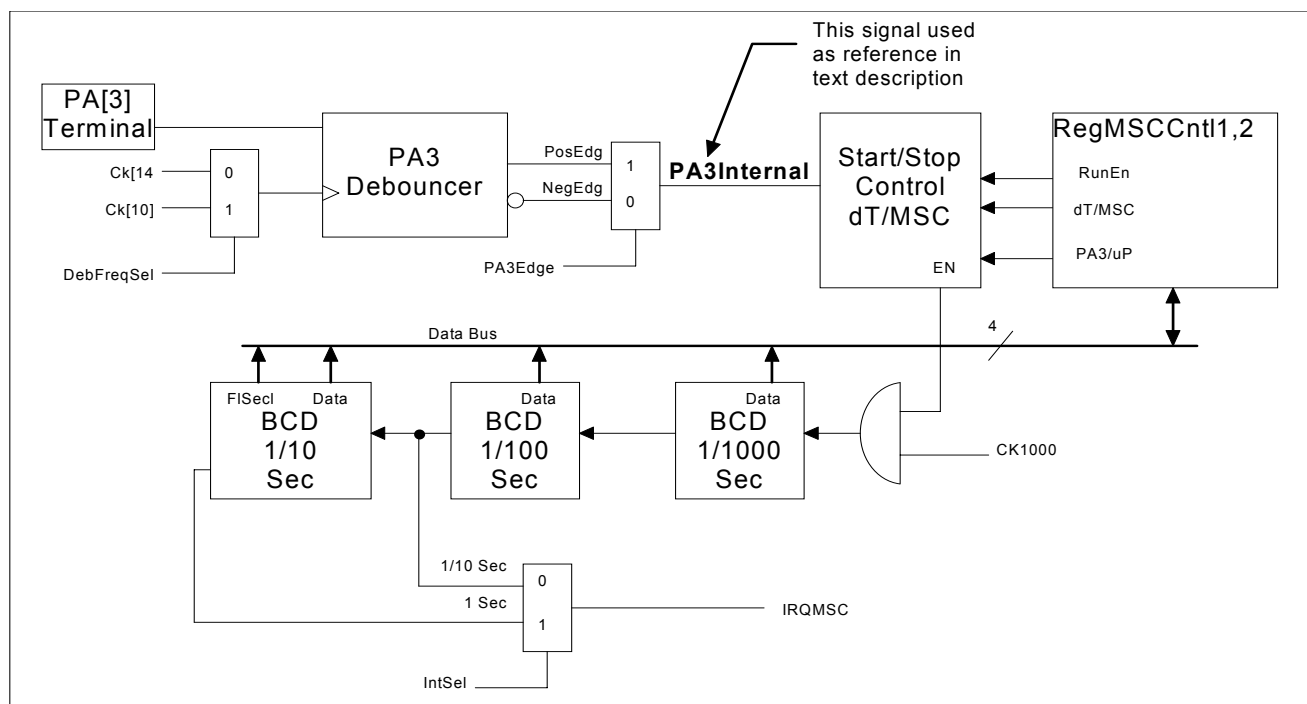 This signal used
as reference in
text description
PA[3]
Terminal
PA3
Debouncer
PosEdg
NegEdg
1
0
PA3Internal
Start/Stop
Control
dT/MSC
EN
RegMSCCntl1,2
RunEn
dT/MSC
PA3/uP
Ck[14
Ck[10]
0
1
DebFreqSel
PA3Edge
Data Bus
4
FlSecl
Data
BCD
1/10
Sec
Data
BCD
1/100
Sec
Data
BCD
1/1000
Sec
CK1000
1/10 Sec
1 Sec
0
1
IRQMSC
IntSel